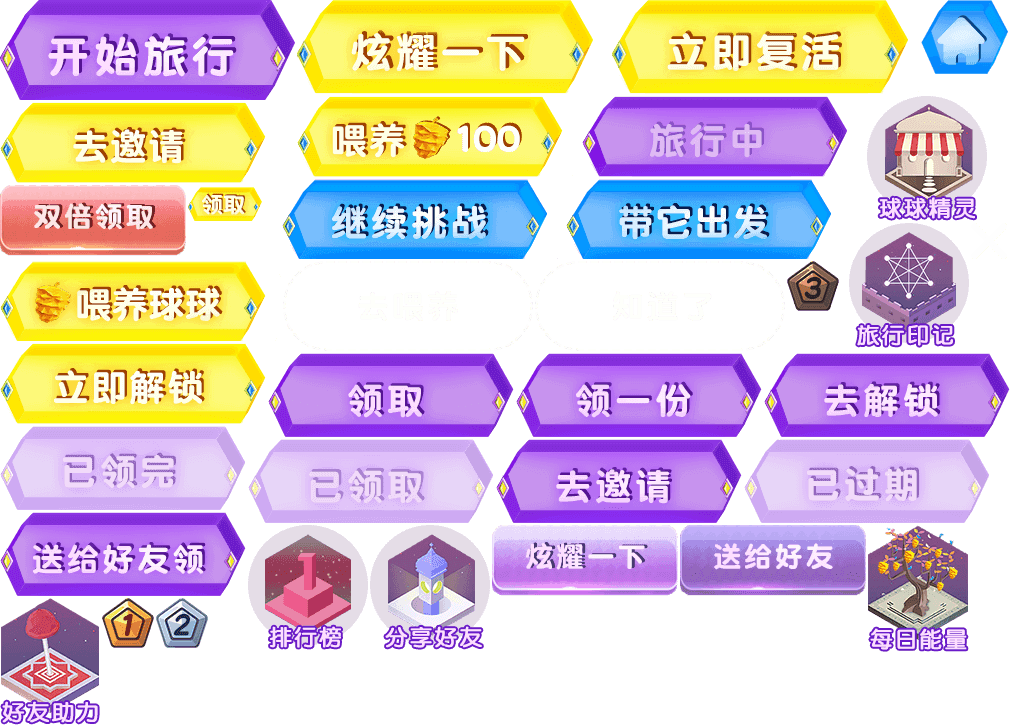 开始旅行
炫耀一下
立即复活
去邀请
喂养100
旅行中
球球精灵
双倍领取
领取
继续挑战
带它出发
喂养球球
3
旅行印记
立即解锁
领取
领一份
去解锁
已领完
已领取
去邀请
已过期
送给好友领
炫耀一下
送给好友
1
排行榜
分享好友
每日能量
1
2
好友助力